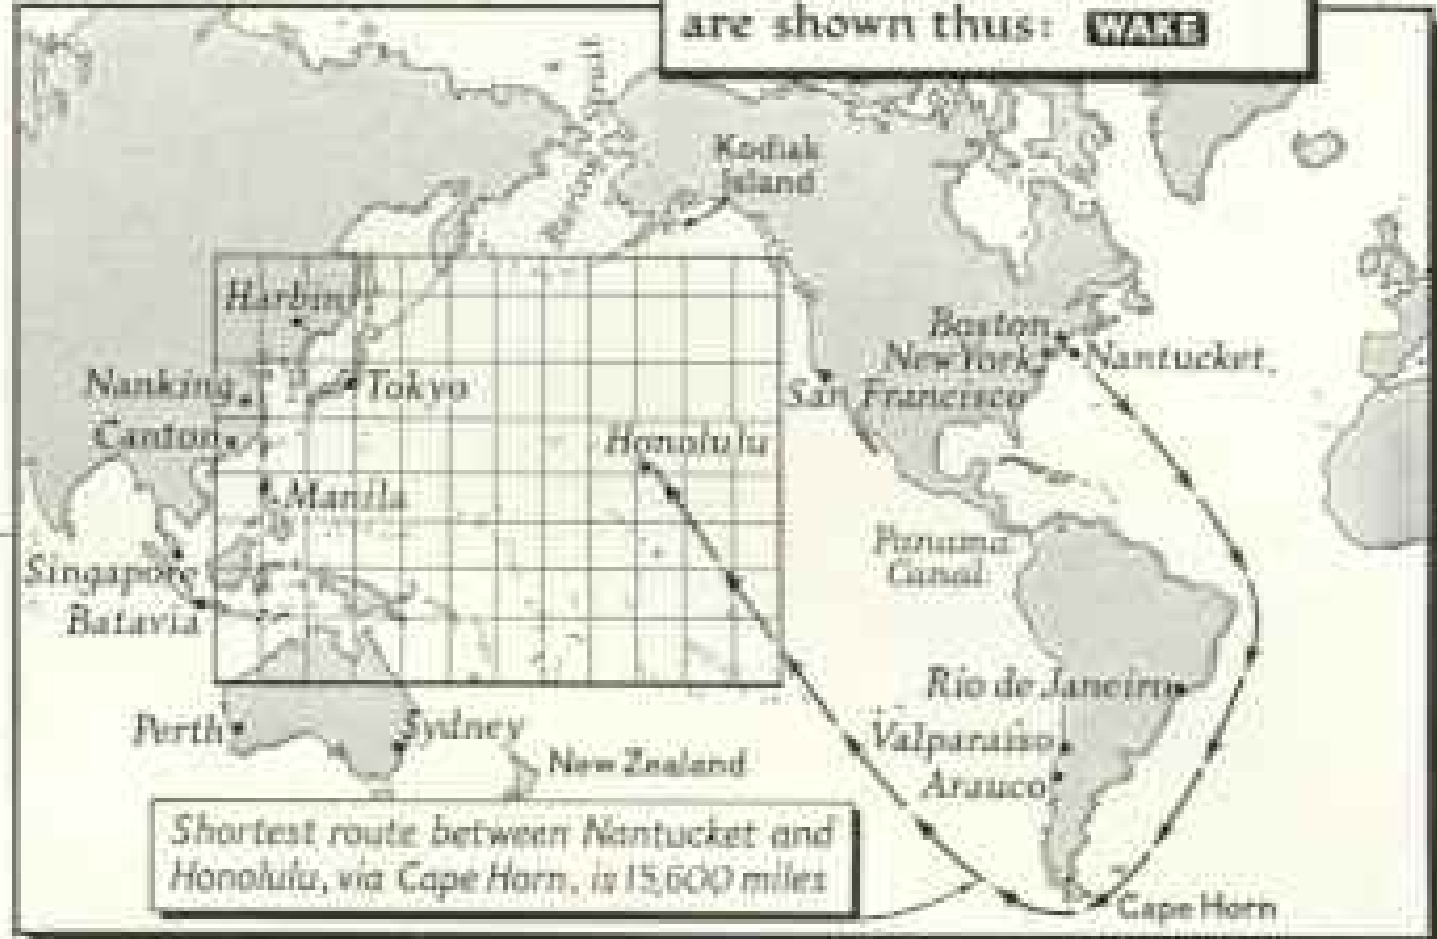 are shown thus: WAKE
Kodiak
Island
Bering
Harbin
Boston
New York
Nantucket
Nanking
Tokyo
San Francisco
Canton
Honolulu
Manila
Panama
Canal
Singapore
Batavia
Rio de Janeiro
Perth
Sydney
Valparaiso
New Zealand
Arauco
Shortest route between Nantucket and
Honolulu, via Cape Horn, is 15,600 miles
Cape Horn